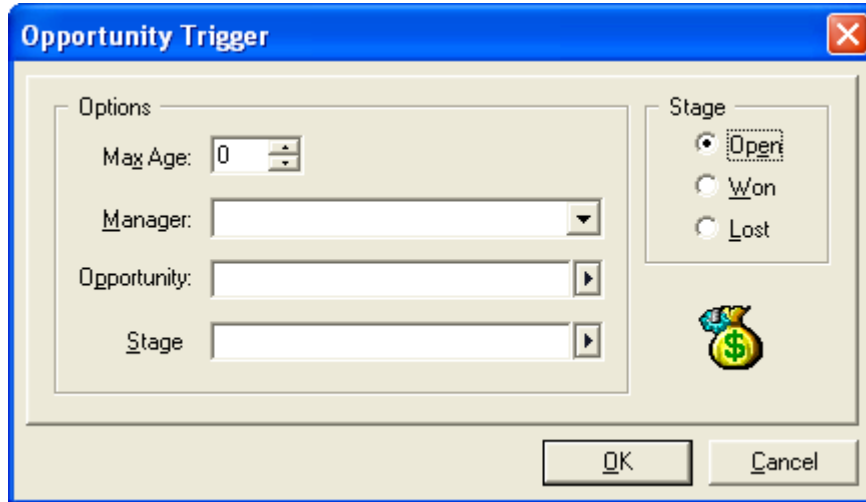 Opportunity Trigger
Options
Max Age: 0
Manager:
Opportunity:
Stage
Stage
Open
Won
Lost
$
OK Cancel